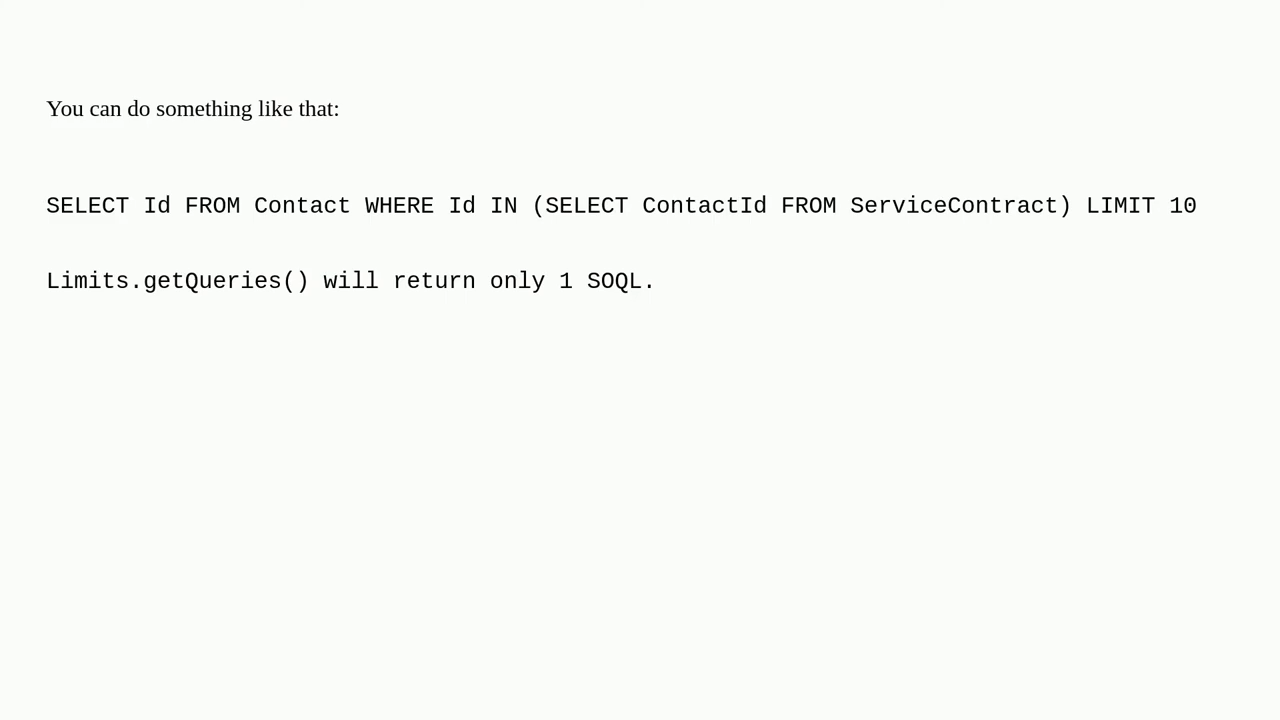 You can do something like that:
SELECT Id FROM Contact WHERE Id IN (SELECT ContactId FROM ServiceContract) LIMIT 10
Limits.getQueries() will return only 1 SOQL.